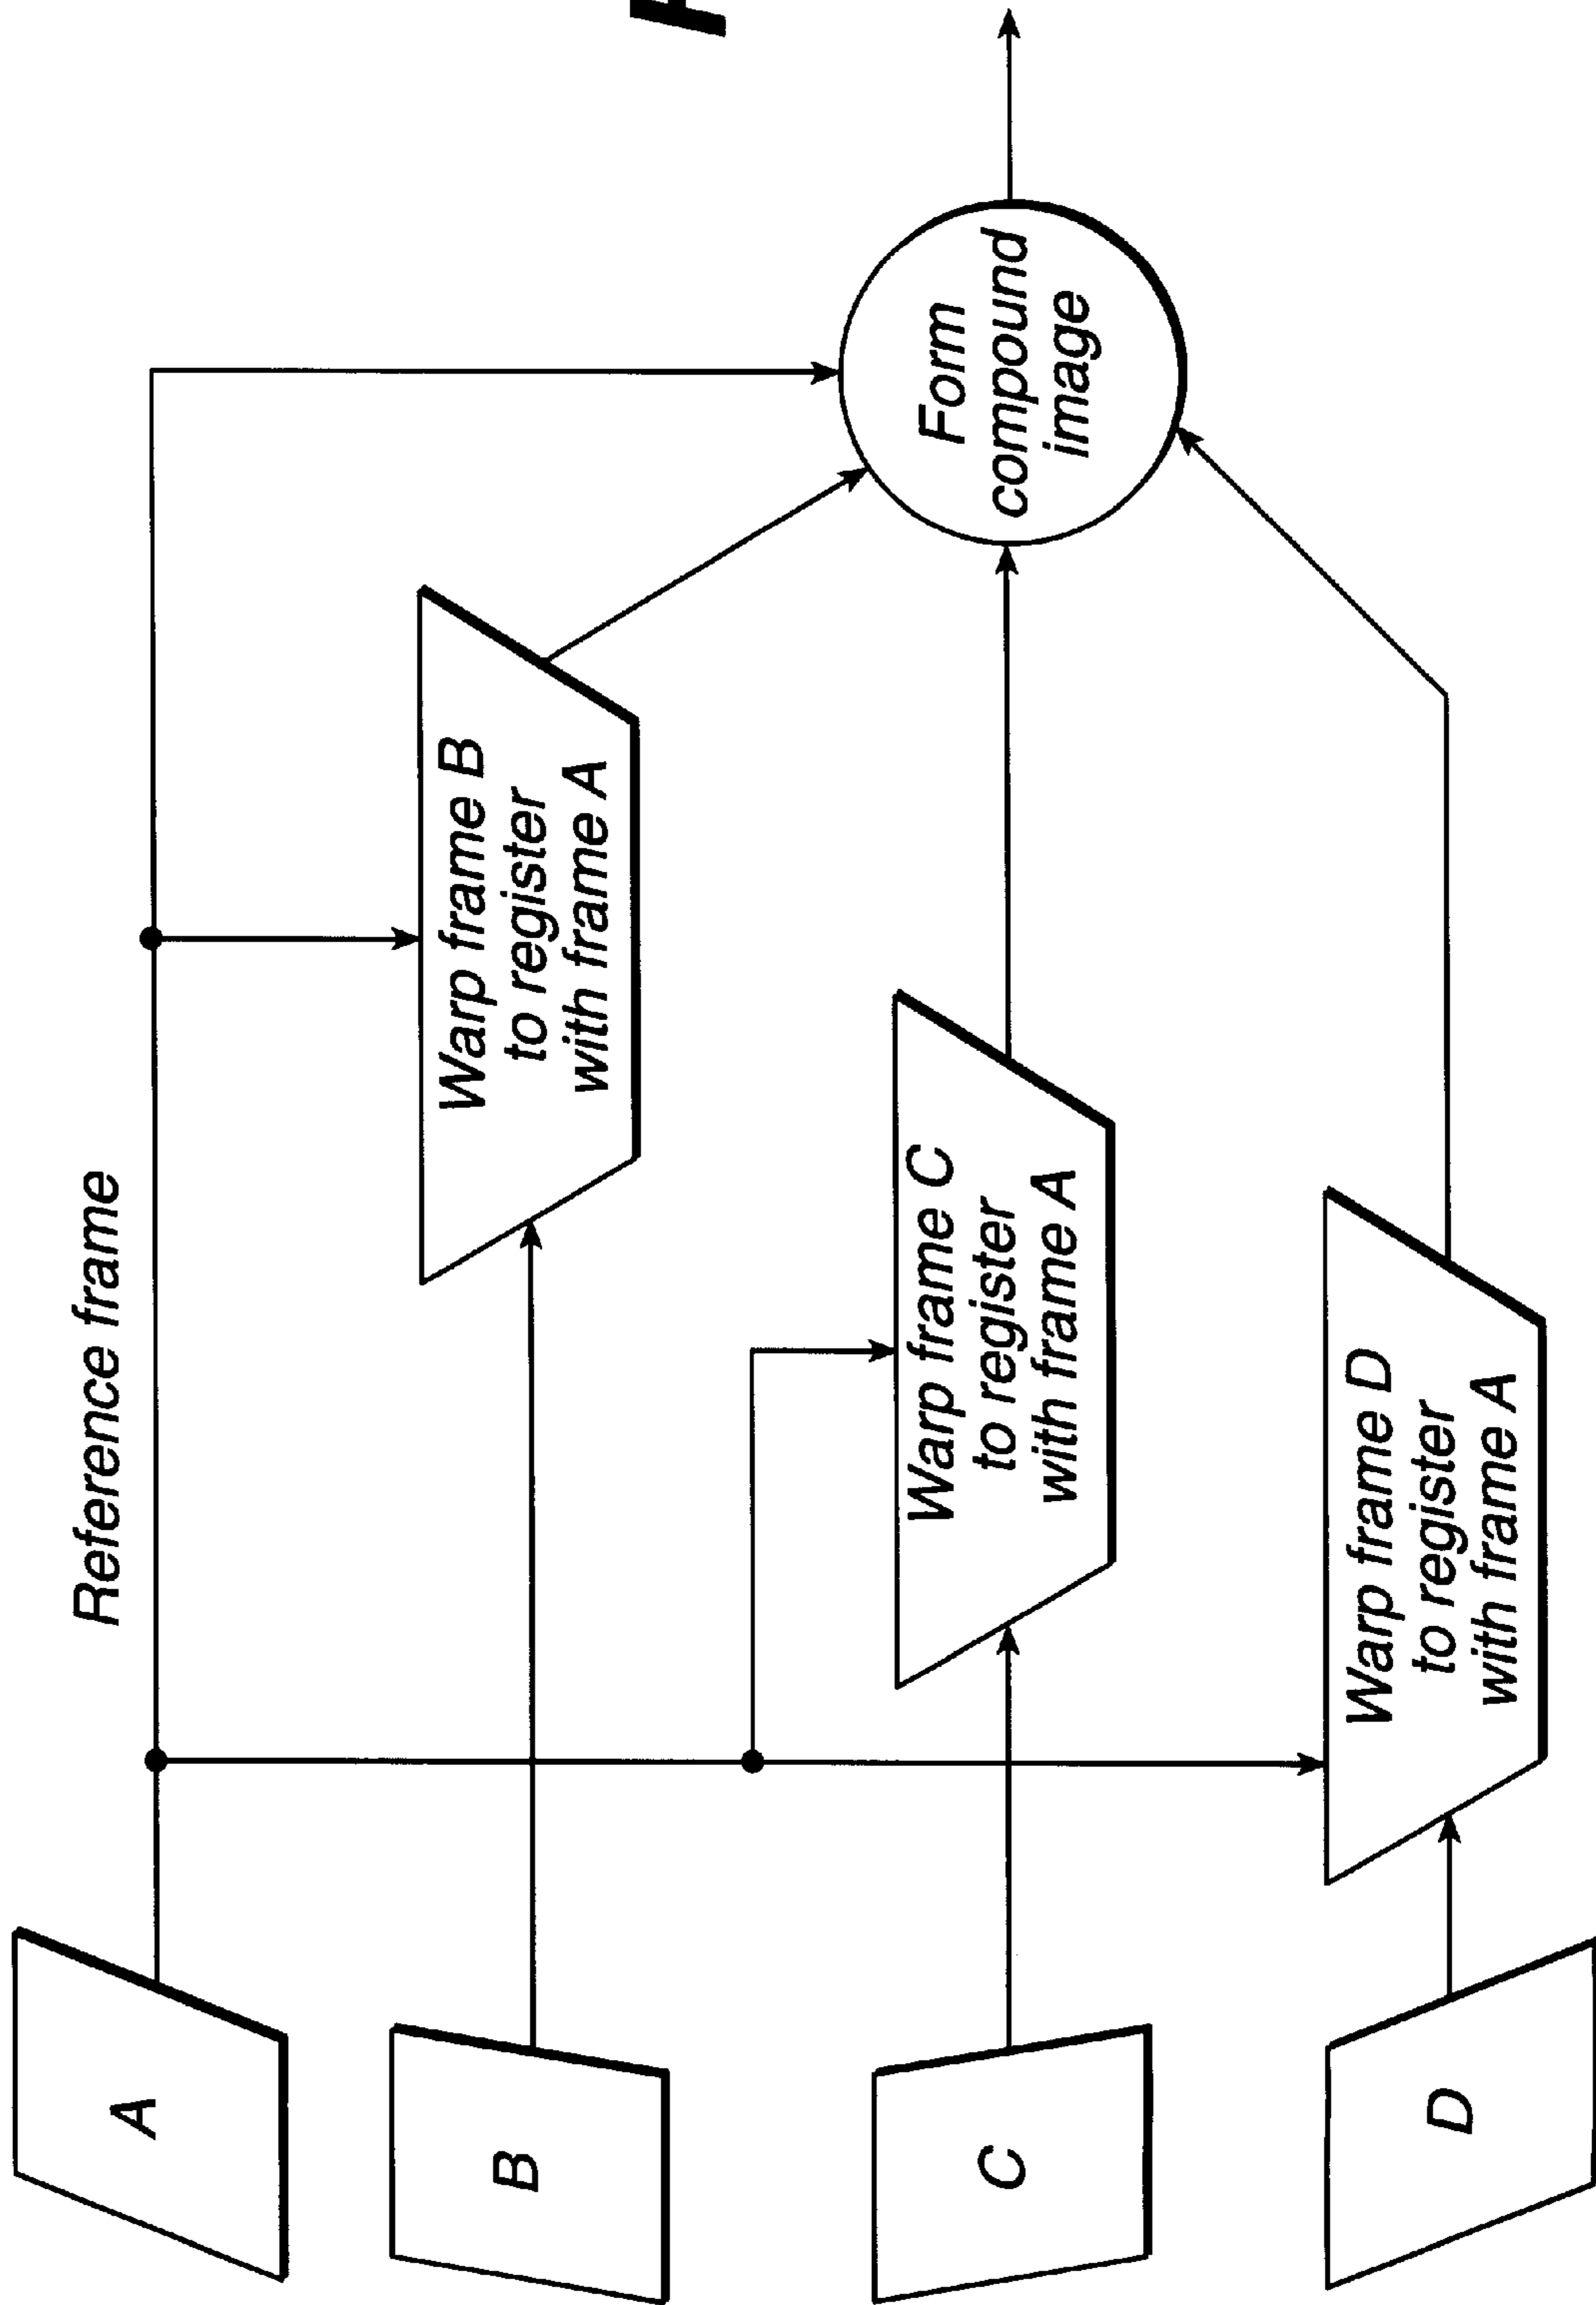 Reference frame
A
B
C
D
Warp frame B
to register
with frame A
Warp frame C
to register
with frame A
Warp frame D
to register
with frame A
Form
compound
image